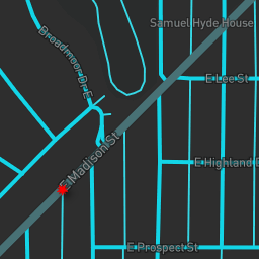 Samuel Hyde House
Broadmoor Dr E
E Lee St
E Madison St
E Highland D
E Prospect St